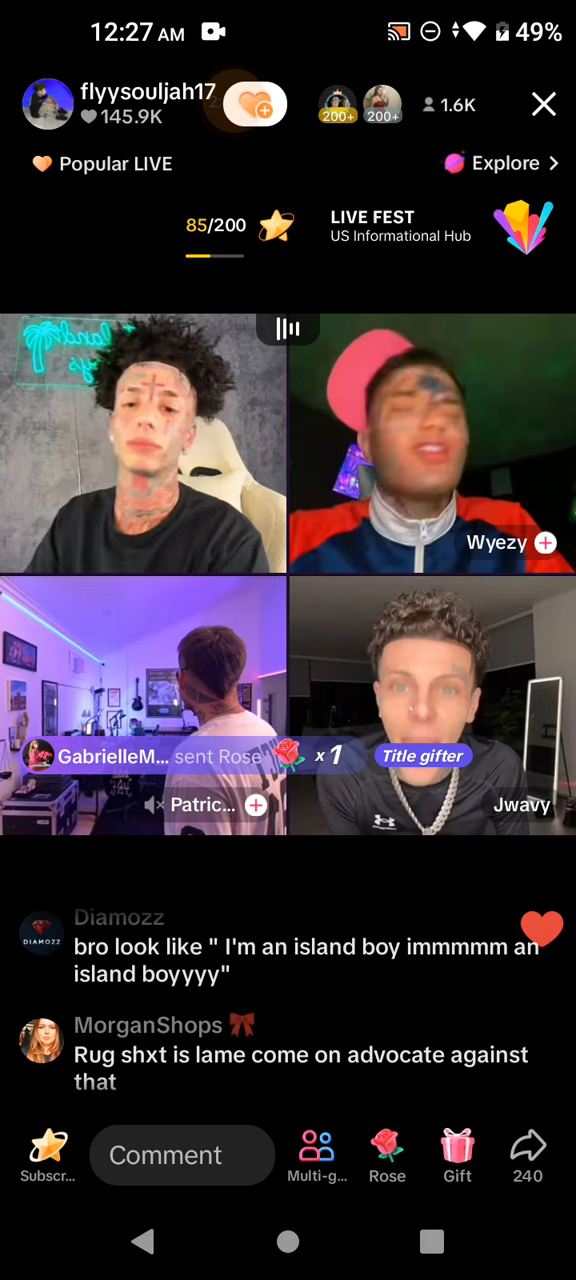 12:27 AM
49%
flyysouljah17
145.9K
200+
200+
1.6K
Popular LIVE
Explore >
85/200
LIVE FEST
US Informational Hub
Wyezy
GabrielleM... sent Rose x1
Title gifter
Patric...
Jwavy
Diamozz
DIAMOZZ
bro look like " I'm an island boy immmmm an
island boyyyy"
MorganShops
Rug shxt is lame come on advocate against
that
Subscr...
Comment
Multi-g...
Rose
Gift
240